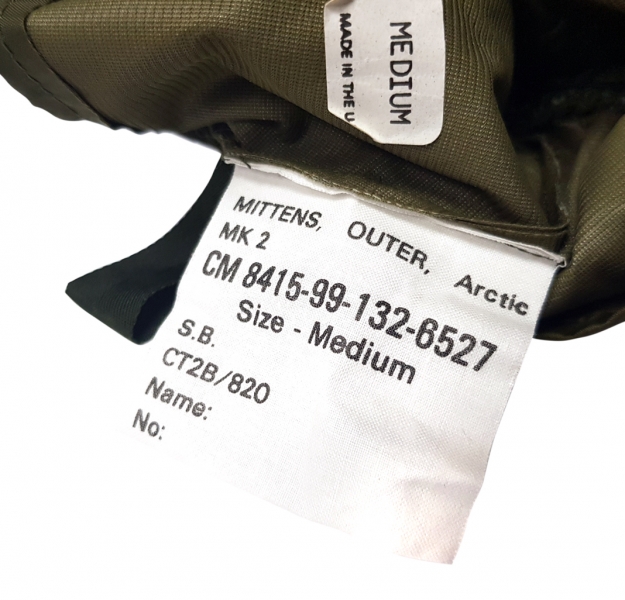 MEDIUM
MADE IN THE U
MITTENS, OUTER, Arctic
MK 2
CM 8415-99-132-6527
Size - Medium
S.B.
CT2B/820
Name:
No: